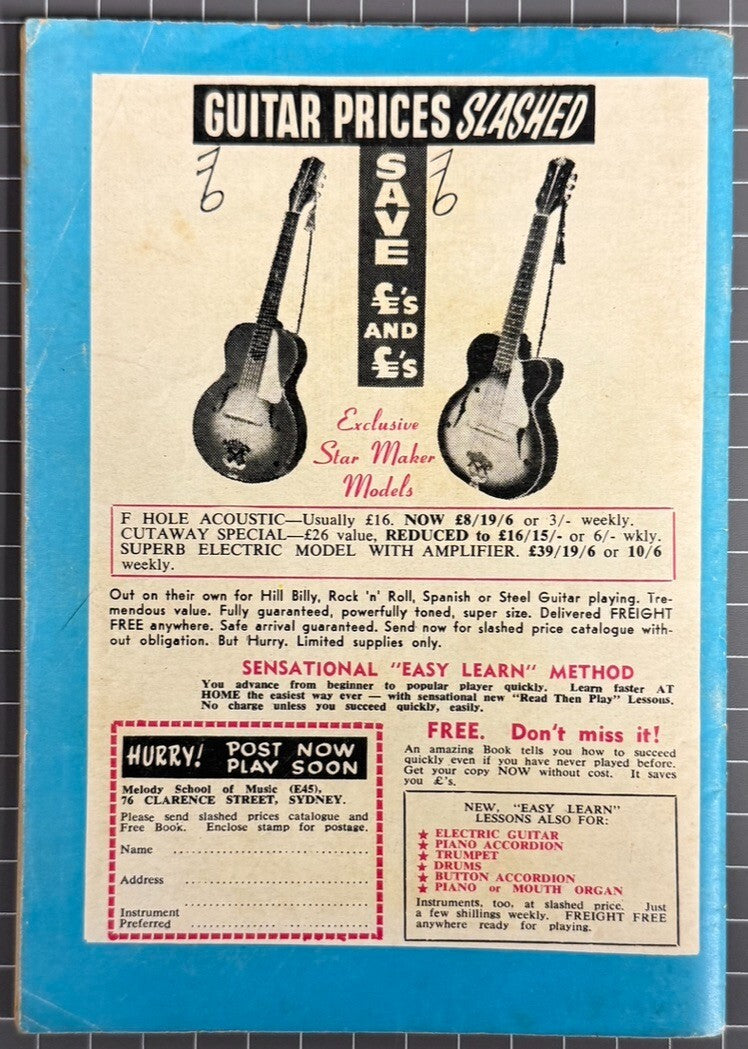 GUITAR PRICES SLASHED
SAVE
£'S
AND
£'S
Exclusive
Star Maker
Models
F HOLE ACOUSTIC—Usually £16. NOW £8/19/6 or 3/- weekly.
CUTAWAY SPECIAL—£26 value, REDUCED to £16/15/- or 6/- wkly.
SUPERB ELECTRIC MODEL WITH AMPLIFIER. £39/19/6 or 10/6
weekly.
Out on their own for Hill Billy, Rock 'n' Roll, Spanish or Steel Guitar playing. Tre-
mendous value. Fully guaranteed, powerfully toned, super size. Delivered FREIGHT
FREE anywhere. Safe arrival guaranteed. Send now for slashed price catalogue with-
out obligation. But Hurry. Limited supplies only.
SENSATIONAL "EASY LEARN" METHOD
You advance from beginner to popular player quickly. Learn faster AT
HOME the easiest way ever — with sensational new "Read Then Play" Lessons.
No charge unless you succeed quickly, easily.
HURRY! POST NOW
PLAY SOON
Melody School of Music (E45),
76 CLARENCE STREET, SYDNEY.
Please send slashed prices catalogue and
Free Book. Enclose stamp for postage.
Name
Address
Instrument
Preferred
FREE. Don't miss it!
An amazing Book tells you how to succeed
quickly even if you have never played before.
Get your copy NOW without cost. It saves
you £'s.
NEW, "EASY LEARN"
LESSONS ALSO FOR:
★ ELECTRIC GUITAR
★ PIANO ACCORDION
★ TRUMPET
★ DRUMS
★ BUTTON ACCORDION
★ PIANO or MOUTH ORGAN
Instruments, too, at slashed price. Just
a few shillings weekly. FREIGHT FREE
anywhere ready for playing.